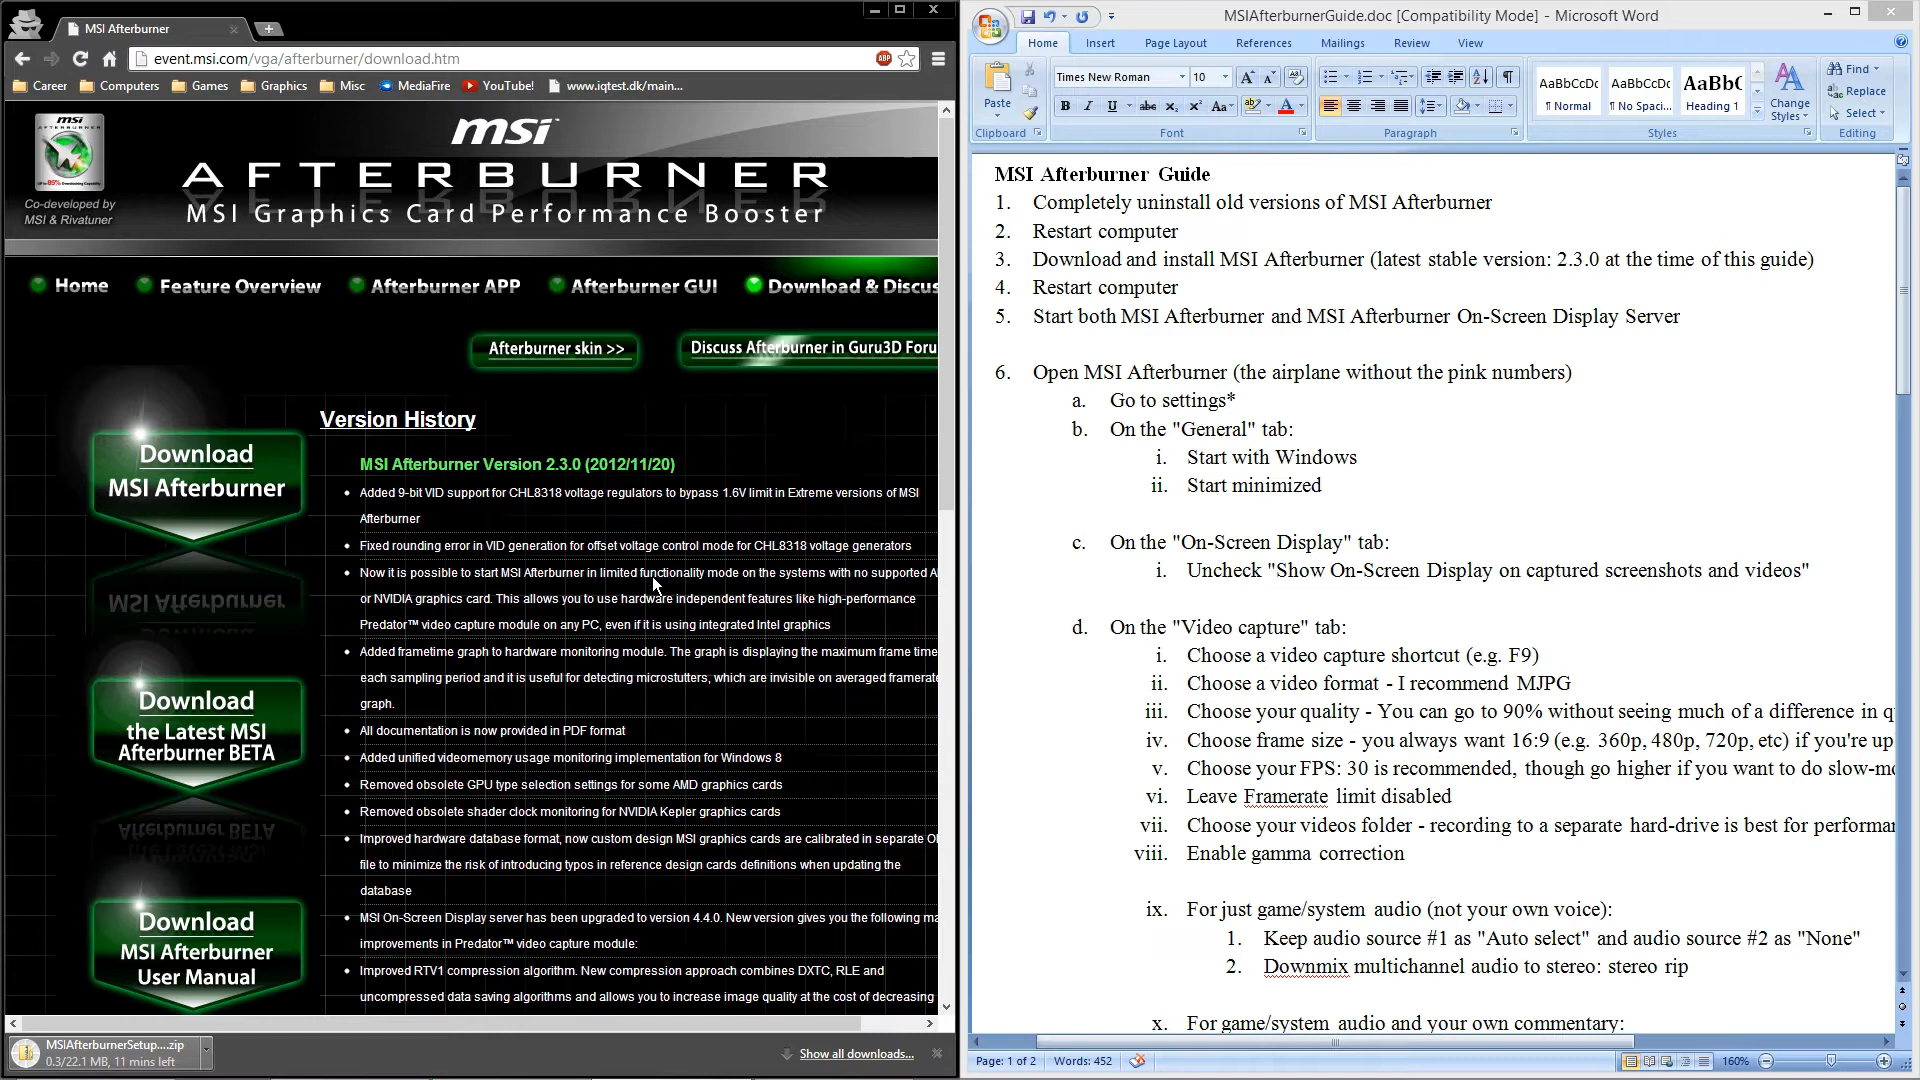 MSI Afterburner
event.msi.com/vga/afterburner/download.htm
ABP
Career Computers Games Graphics Misc MediaFire YouTube! www.iqtest.dk/main...
msi
AFTERBURNER
Co-developed by
MSI & Rivatuner
msi
AFTERBURNER
MSI Graphics Card Performance Booster
Home Feature Overview Afterburner APP Afterburner GUI Download & Discus
Afterburner skin >> Discuss Afterburner in Guru3D Foru
Version History
Download
MSI Afterburner
MSI Afterburner Version 2.3.0 (2012/11/20)
Added 9-bit VID support for CHL8318 voltage regulators to bypass 1.6V limit in Extreme versions of MSI
Afterburner
Fixed rounding error in VID generation for offset voltage control mode for CHL8318 voltage generators
Now it is possible to start MSI Afterburner in limited functionality mode on the systems with no supported A
or NVIDIA graphics card. This allows you to use hardware independent features like high-performance
Predator™ video capture module on any PC, even if it is using integrated Intel graphics
Added frametime graph to hardware monitoring module. The graph is displaying the maximum frame time
each sampling period and it is useful for detecting microstutters, which are invisible on averaged framerate
graph.
Download
the Latest MSI
Afterburner BETA
All documentation is now provided in PDF format
Added unified videomemory usage monitoring implementation for Windows 8
Removed obsolete GPU type selection settings for some AMD graphics cards
Removed obsolete shader clock monitoring for NVIDIA Kepler graphics cards
Improved hardware database format, now custom design MSI graphics cards are calibrated in separate O
file to minimize the risk of introducing typos in reference design cards definitions when updating the
database
Download
MSI Afterburner
User Manual
MSI On-Screen Display server has been upgraded to version 4.4.0. New version gives you the following ma
improvements in Predator™ video capture module:
Improved RTV1 compression algorithm. New compression approach combines DXTC, RLE and
uncompressed data saving algorithms and allows you to increase image quality at the cost of decreasing
MSIAfterburnerSetup....zip
0.3/22.1 MB, 11 mins left
Show all downloads...
MSIAfterburnerGuide.doc [Compatibility Mode] - Microsoft Word
Home Insert Page Layout References Mailings Review View
Times New Roman 10
Paste
AaBbCcDc AaBbCcDc AaBbC
¶ Normal ¶ No Spaci... Heading 1
Change
Styles
Find
Replace
Select
Clipboard Font Paragraph Styles Editing
MSI Afterburner Guide
1. Completely uninstall old versions of MSI Afterburner
2. Restart computer
3. Download and install MSI Afterburner (latest stable version: 2.3.0 at the time of this guide)
4. Restart computer
5. Start both MSI Afterburner and MSI Afterburner On-Screen Display Server
6. Open MSI Afterburner (the airplane without the pink numbers)
a. Go to settings*
b. On the "General" tab:
i. Start with Windows
ii. Start minimized
c. On the "On-Screen Display" tab:
i. Uncheck "Show On-Screen Display on captured screenshots and videos"
d. On the "Video capture" tab:
i. Choose a video capture shortcut (e.g. F9)
ii. Choose a video format - I recommend MJPG
iii. Choose your quality - You can go to 90% without seeing much of a difference in q
iv. Choose frame size - you always want 16:9 (e.g. 360p, 480p, 720p, etc) if you're up
v. Choose your FPS: 30 is recommended, though go higher if you want to do slow-mo
vi. Leave Framerate limit disabled
vii. Choose your videos folder - recording to a separate hard-drive is best for performan
viii. Enable gamma correction
ix. For just game/system audio (not your own voice):
1. Keep audio source #1 as "Auto select" and audio source #2 as "None"
2. Downmix multichannel audio to stereo: stereo rip
x. For game/system audio and your own commentary:
Page: 1 of 2 Words: 452 160%